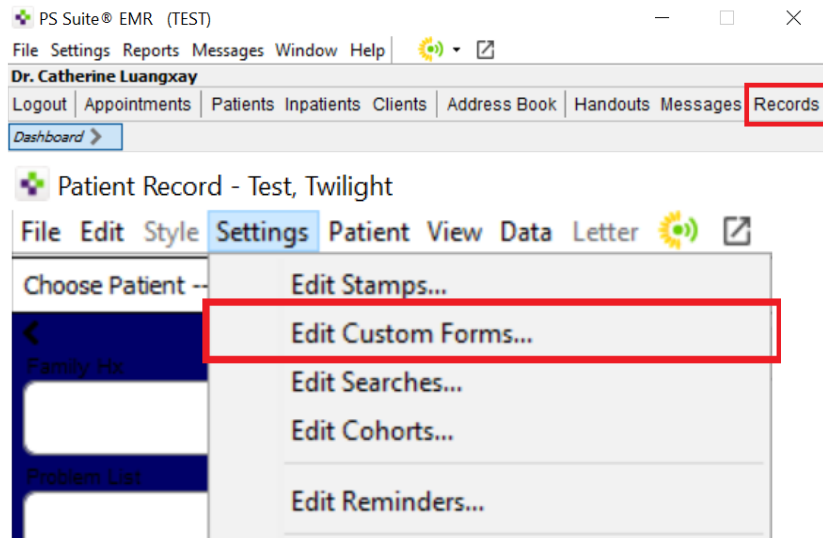 PS Suite® EMR (TEST)
File Settings Reports Messages Window Help
Dr. Catherine Luangxay
Logout Appointments Patients Inpatients Clients Address Book Handouts Messages Records
Dashboard
Patient Record - Test, Twilight
File Edit Style Settings Patient View Data Letter
Choose Patient --
Edit Stamps...
Edit Custom Forms...
Family Hx
Edit Searches...
Edit Cohorts...
Problem List
Edit Reminders...